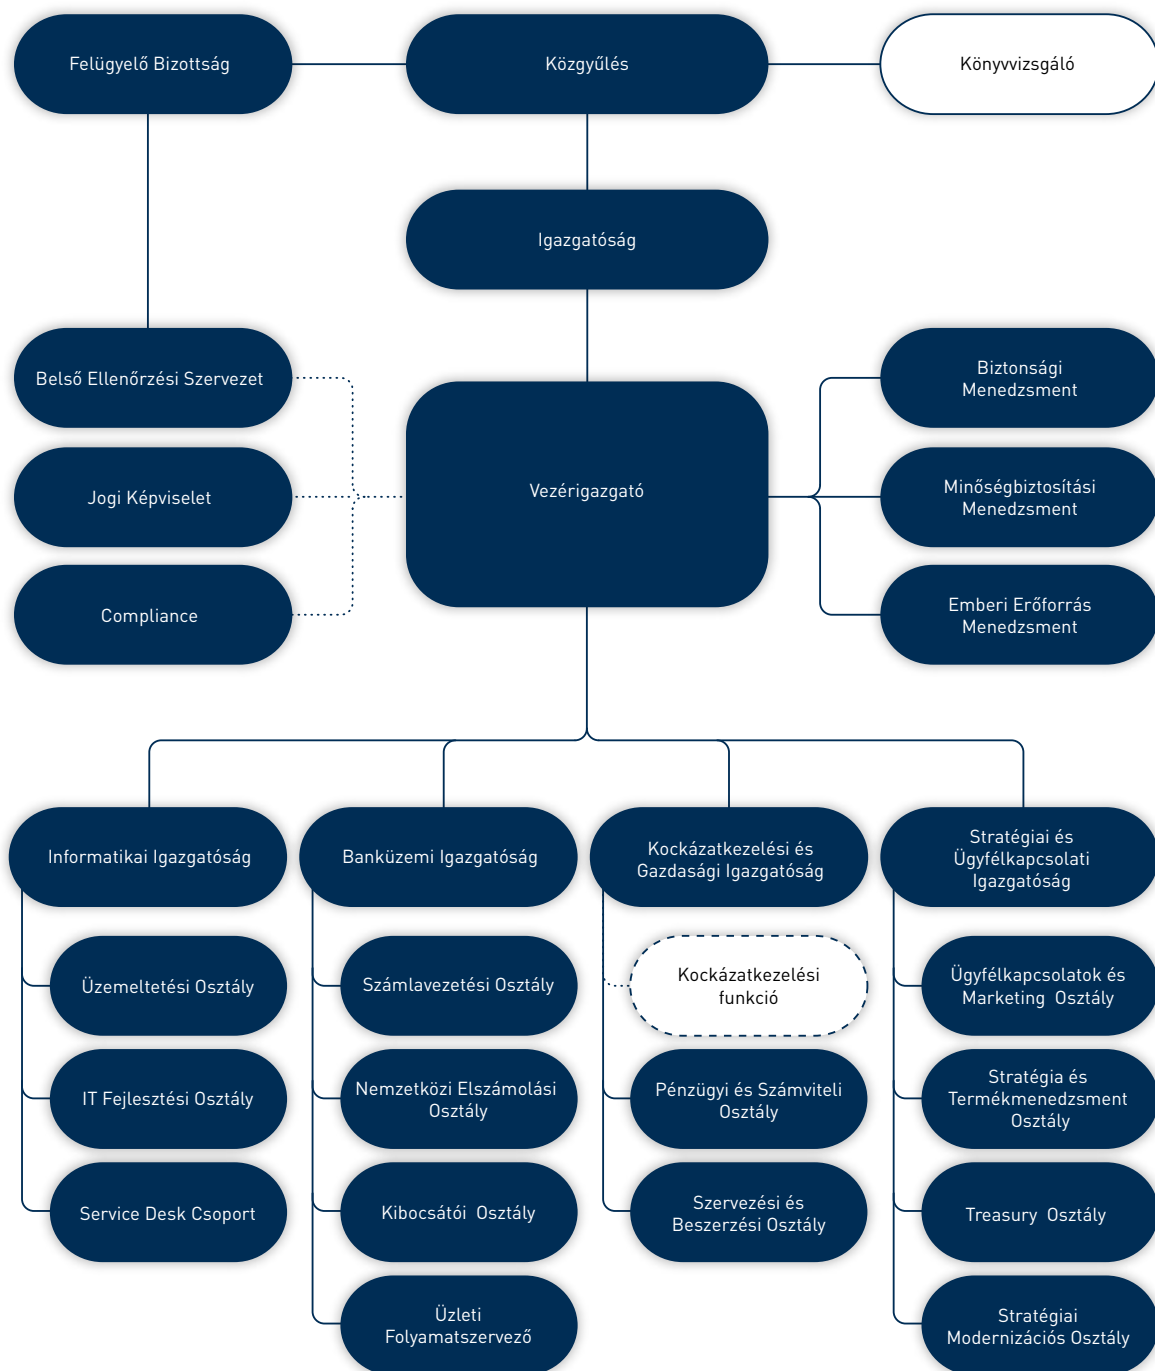 Felügyelő Bizottság
Közgyűlés
Könyvvizsgáló
Igazgatóság
Belső Ellenőrzési Szervezet
Jogi Képviselet
Compliance
Vezérigazgató
Biztonsági
Menedzsment
Minőségbiztosítási
Menedzsment
Emberi Erőforrás
Menedzsment
Informatikai Igazgatóság
Üzemeltetési Osztály
IT Fejlesztési Osztály
Service Desk Csoport
Banküzemi Igazgatóság
Számlavezetési Osztály
Nemzetközi Elszámolási
Osztály
Kibocsátói Osztály
Üzleti
Folyamatszervező
Kockázatkezelési és
Gazdasági Igazgatóság
Kockázatkezelési
funkció
Pénzügyi és Számviteli
Osztály
Szervezési és
Beszerzési Osztály
Stratégiai és
Ügyfélkapcsolati
Igazgatóság
Ügyfélkapcsolatok és
Marketing Osztály
Stratégia és
Termékmenedzsment
Osztály
Treasury Osztály
Stratégiai
Modernizációs Osztály